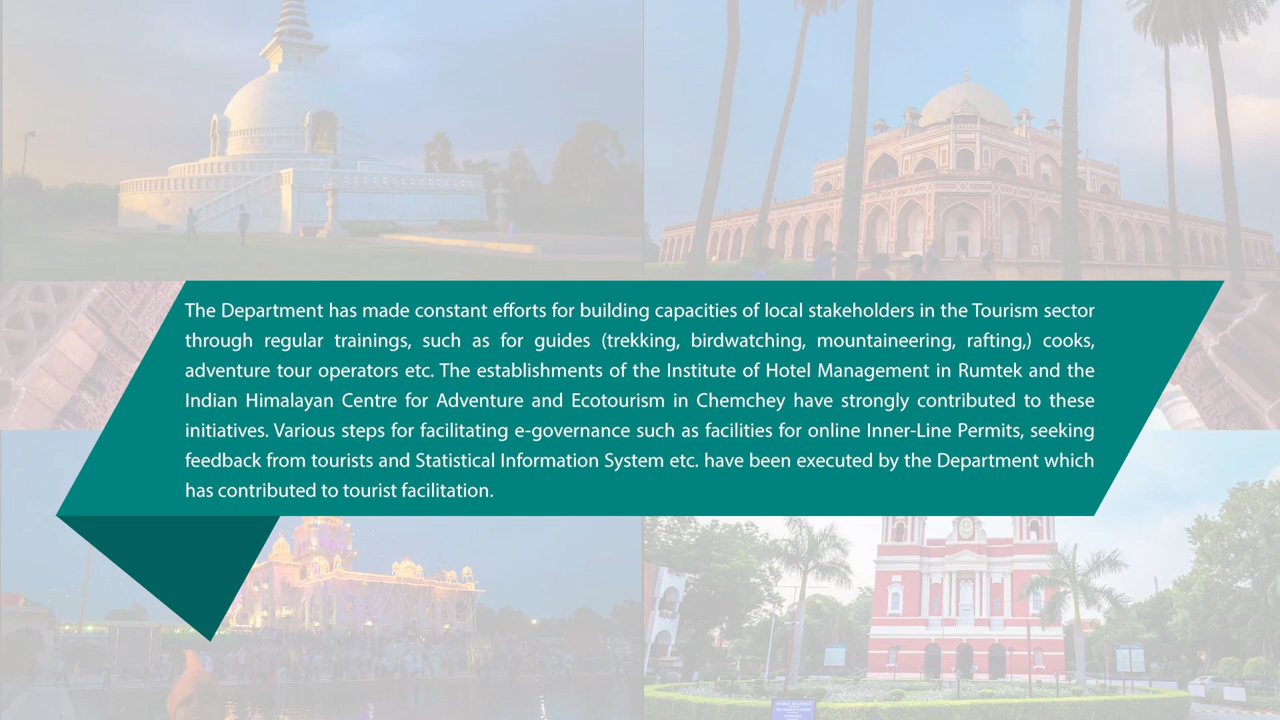 The Department has made constant efforts for building capacities of local stakeholders in the Tourism sector
through regular trainings, such as for guides (trekking, birdwatching, mountaineering, rafting,) cooks,
adventure tour operators etc. The establishments of the Institute of Hotel Management in Rumtek and the
Indian Himalayan Centre for Adventure and Ecotourism in Chemchey have strongly contributed to these
initiatives. Various steps for facilitating e-governance such as facilities for online Inner-Line Permits, seeking
feedback from tourists and Statistical Information System etc. have been executed by the Department which
has contributed to tourist facilitation.